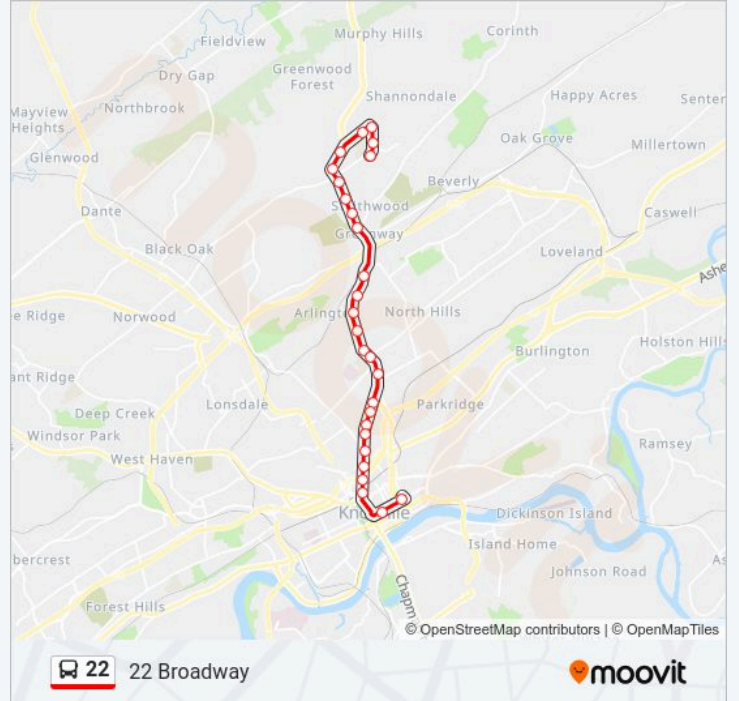 Murphy Hills
Corinth
Fieldview
Dry Gap
Greenwood
Forest
Shannondale
Happy Acres
Senter
Mayview
Heights
Northbrook
Oak Grove
Millertown
Glenwood
Beverly
Dante
Caswell
Black Oak
Loveland
Ashe
e Ridge
Norwood
North Hills
Holston Hills
Burlington
ant Ridge
Lonsdale
Parkridge
Deep Creek
Windsor Park
Ramsey
West Haven
Dickinson Island
Island Home
bercrest
As
Johnson Road
Chapm
Forest Hills
© OpenStreetMap contributors | © OpenMapTiles
22
22 Broadway
moovit